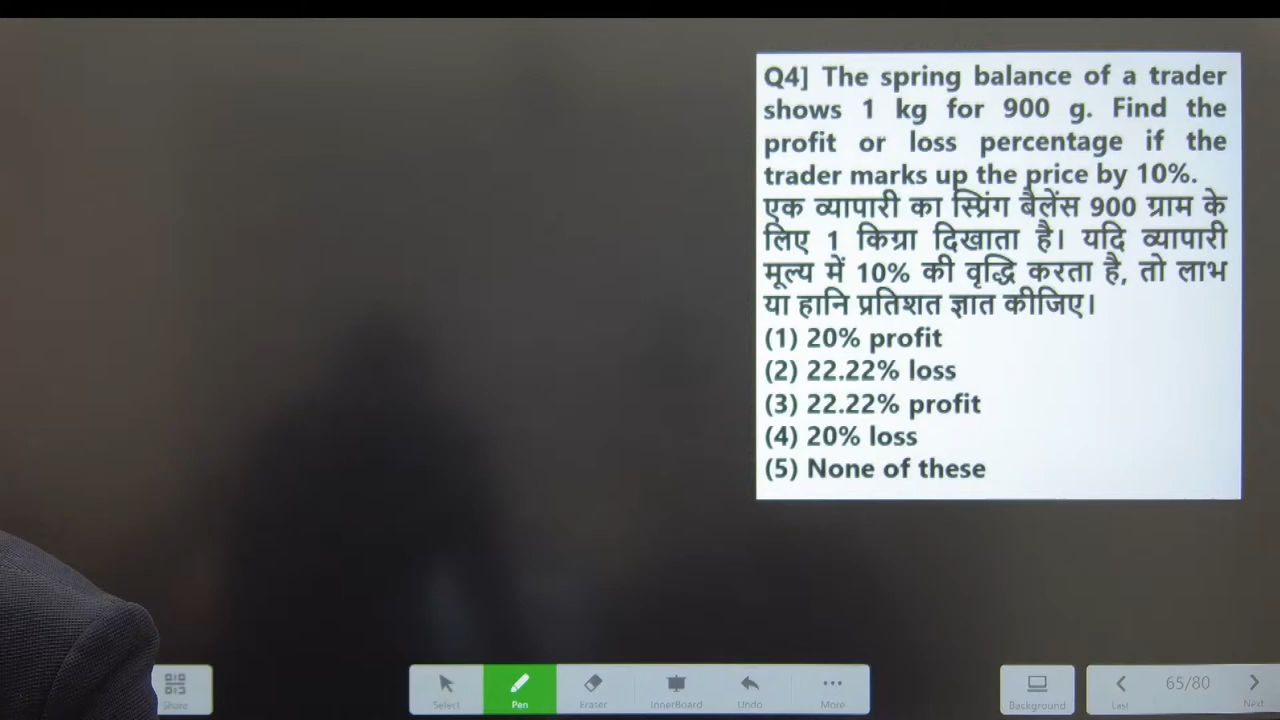 Q4] The spring balance of a trader
shows 1 kg for 900 g. Find the
profit or loss percentage if the
trader marks up the price by 10%.
एक व्यापारी का स्प्रिंग बैलेंस 900 ग्राम के
लिए 1 किग्रा दिखाता है। यदि व्यापारी
मूल्य में 10% की वृद्धि करता है, तो लाभ
या हानि प्रतिशत ज्ञात कीजिए।
(1) 20% profit
(2) 22.22% loss
(3) 22.22% profit
(4) 20% loss
(5) None of these
Share
Select
Pen
Eraser
InnerBoard
Undo
More
Background
Last
65/80
Next